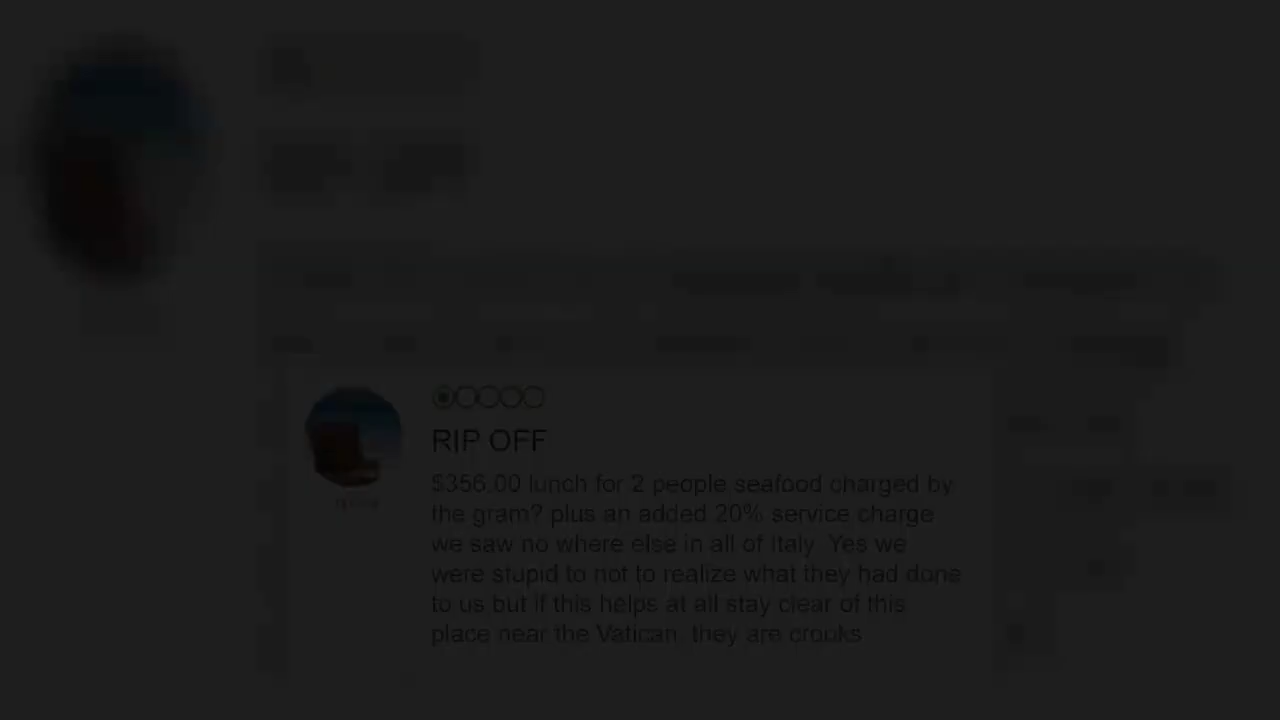 RIP OFF
$356.00 lunch for 2 people seafood charged by
the gram? plus an added 20% service charge
we saw no where else in all of Italy. Yes we
were stupid to not to realize what they had done
to us but if this helps at all stay clear of this
place near the Vatican, they are crooks